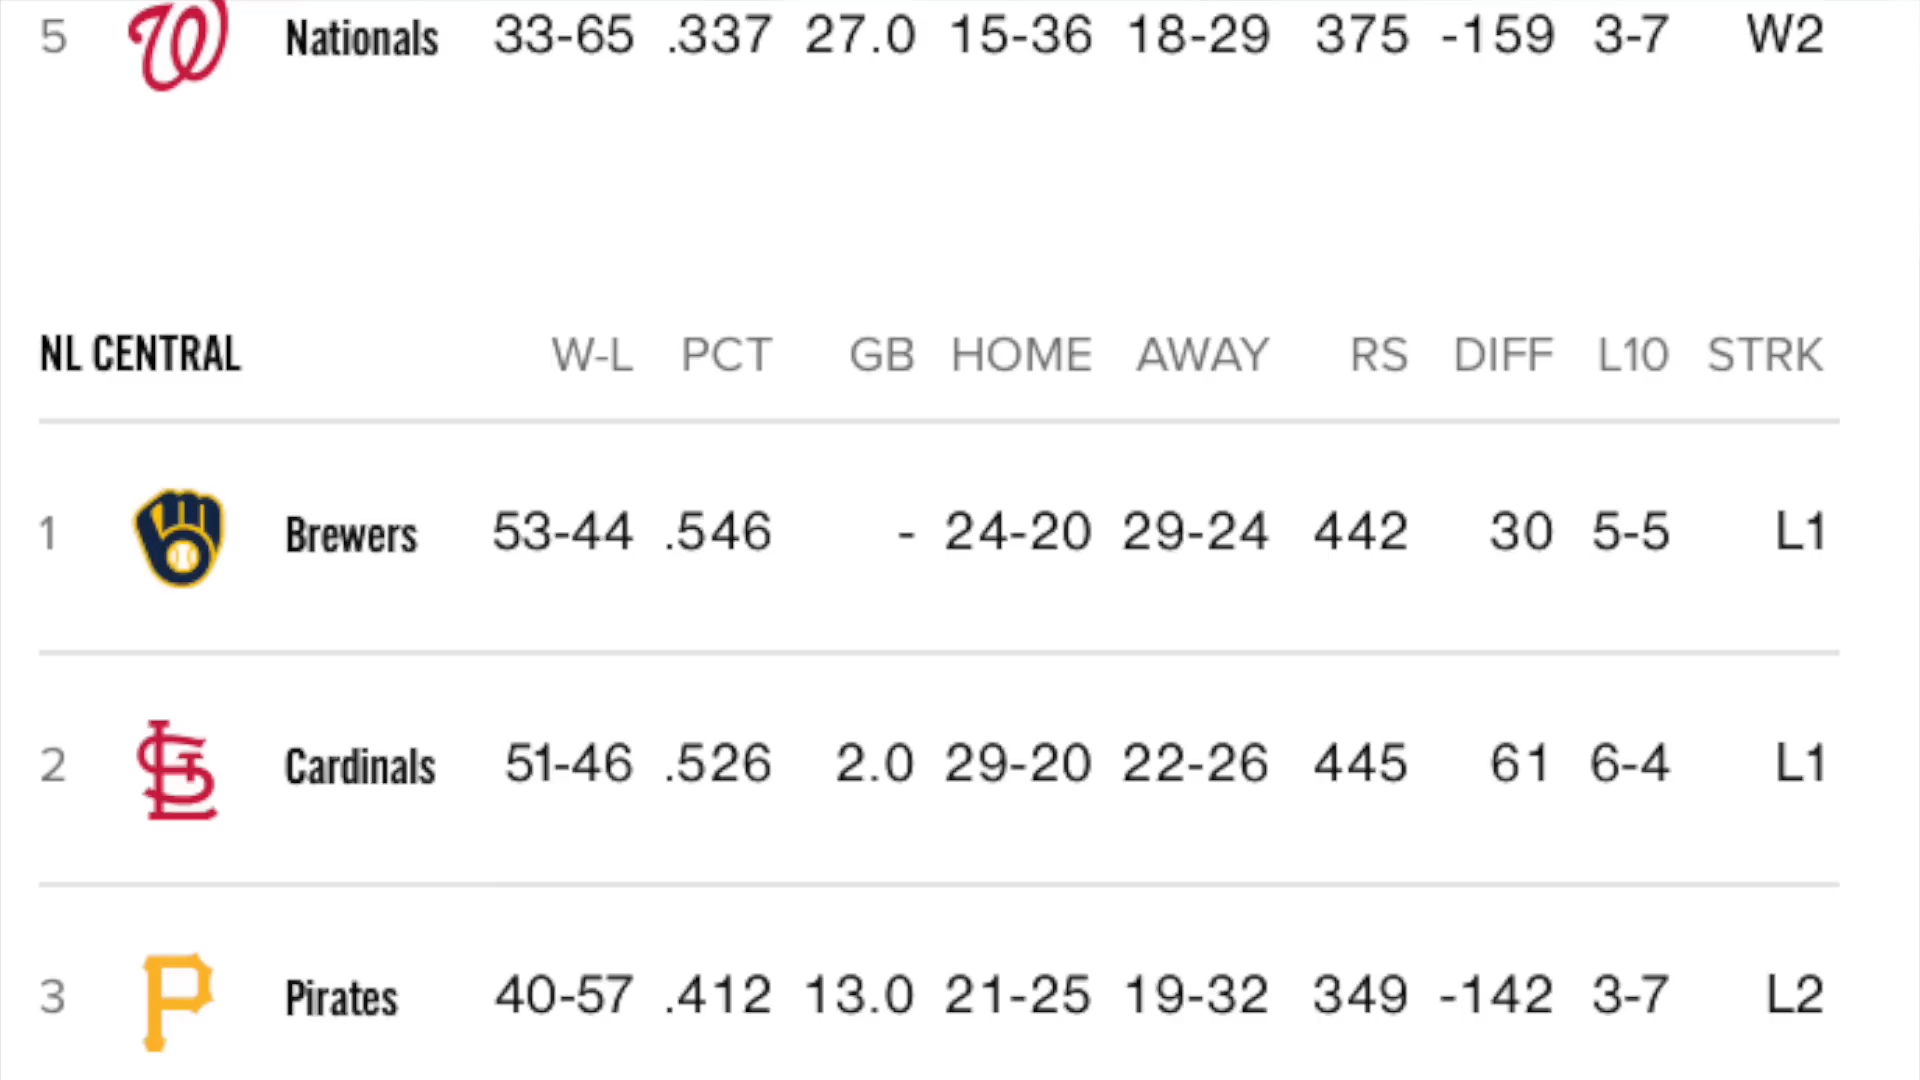 5 Nationals 33-65 .337 27.0 15-36 18-29 375 -159 3-7 W2
NL CENTRAL W-L PCT GB HOME AWAY RS DIFF L10 STRK
1 Brewers 53-44 .546 - 24-20 29-24 442 30 5-5 L1
2 Cardinals 51-46 .526 2.0 29-20 22-26 445 61 6-4 L1
3 Pirates 40-57 .412 13.0 21-25 19-32 349 -142 3-7 L2